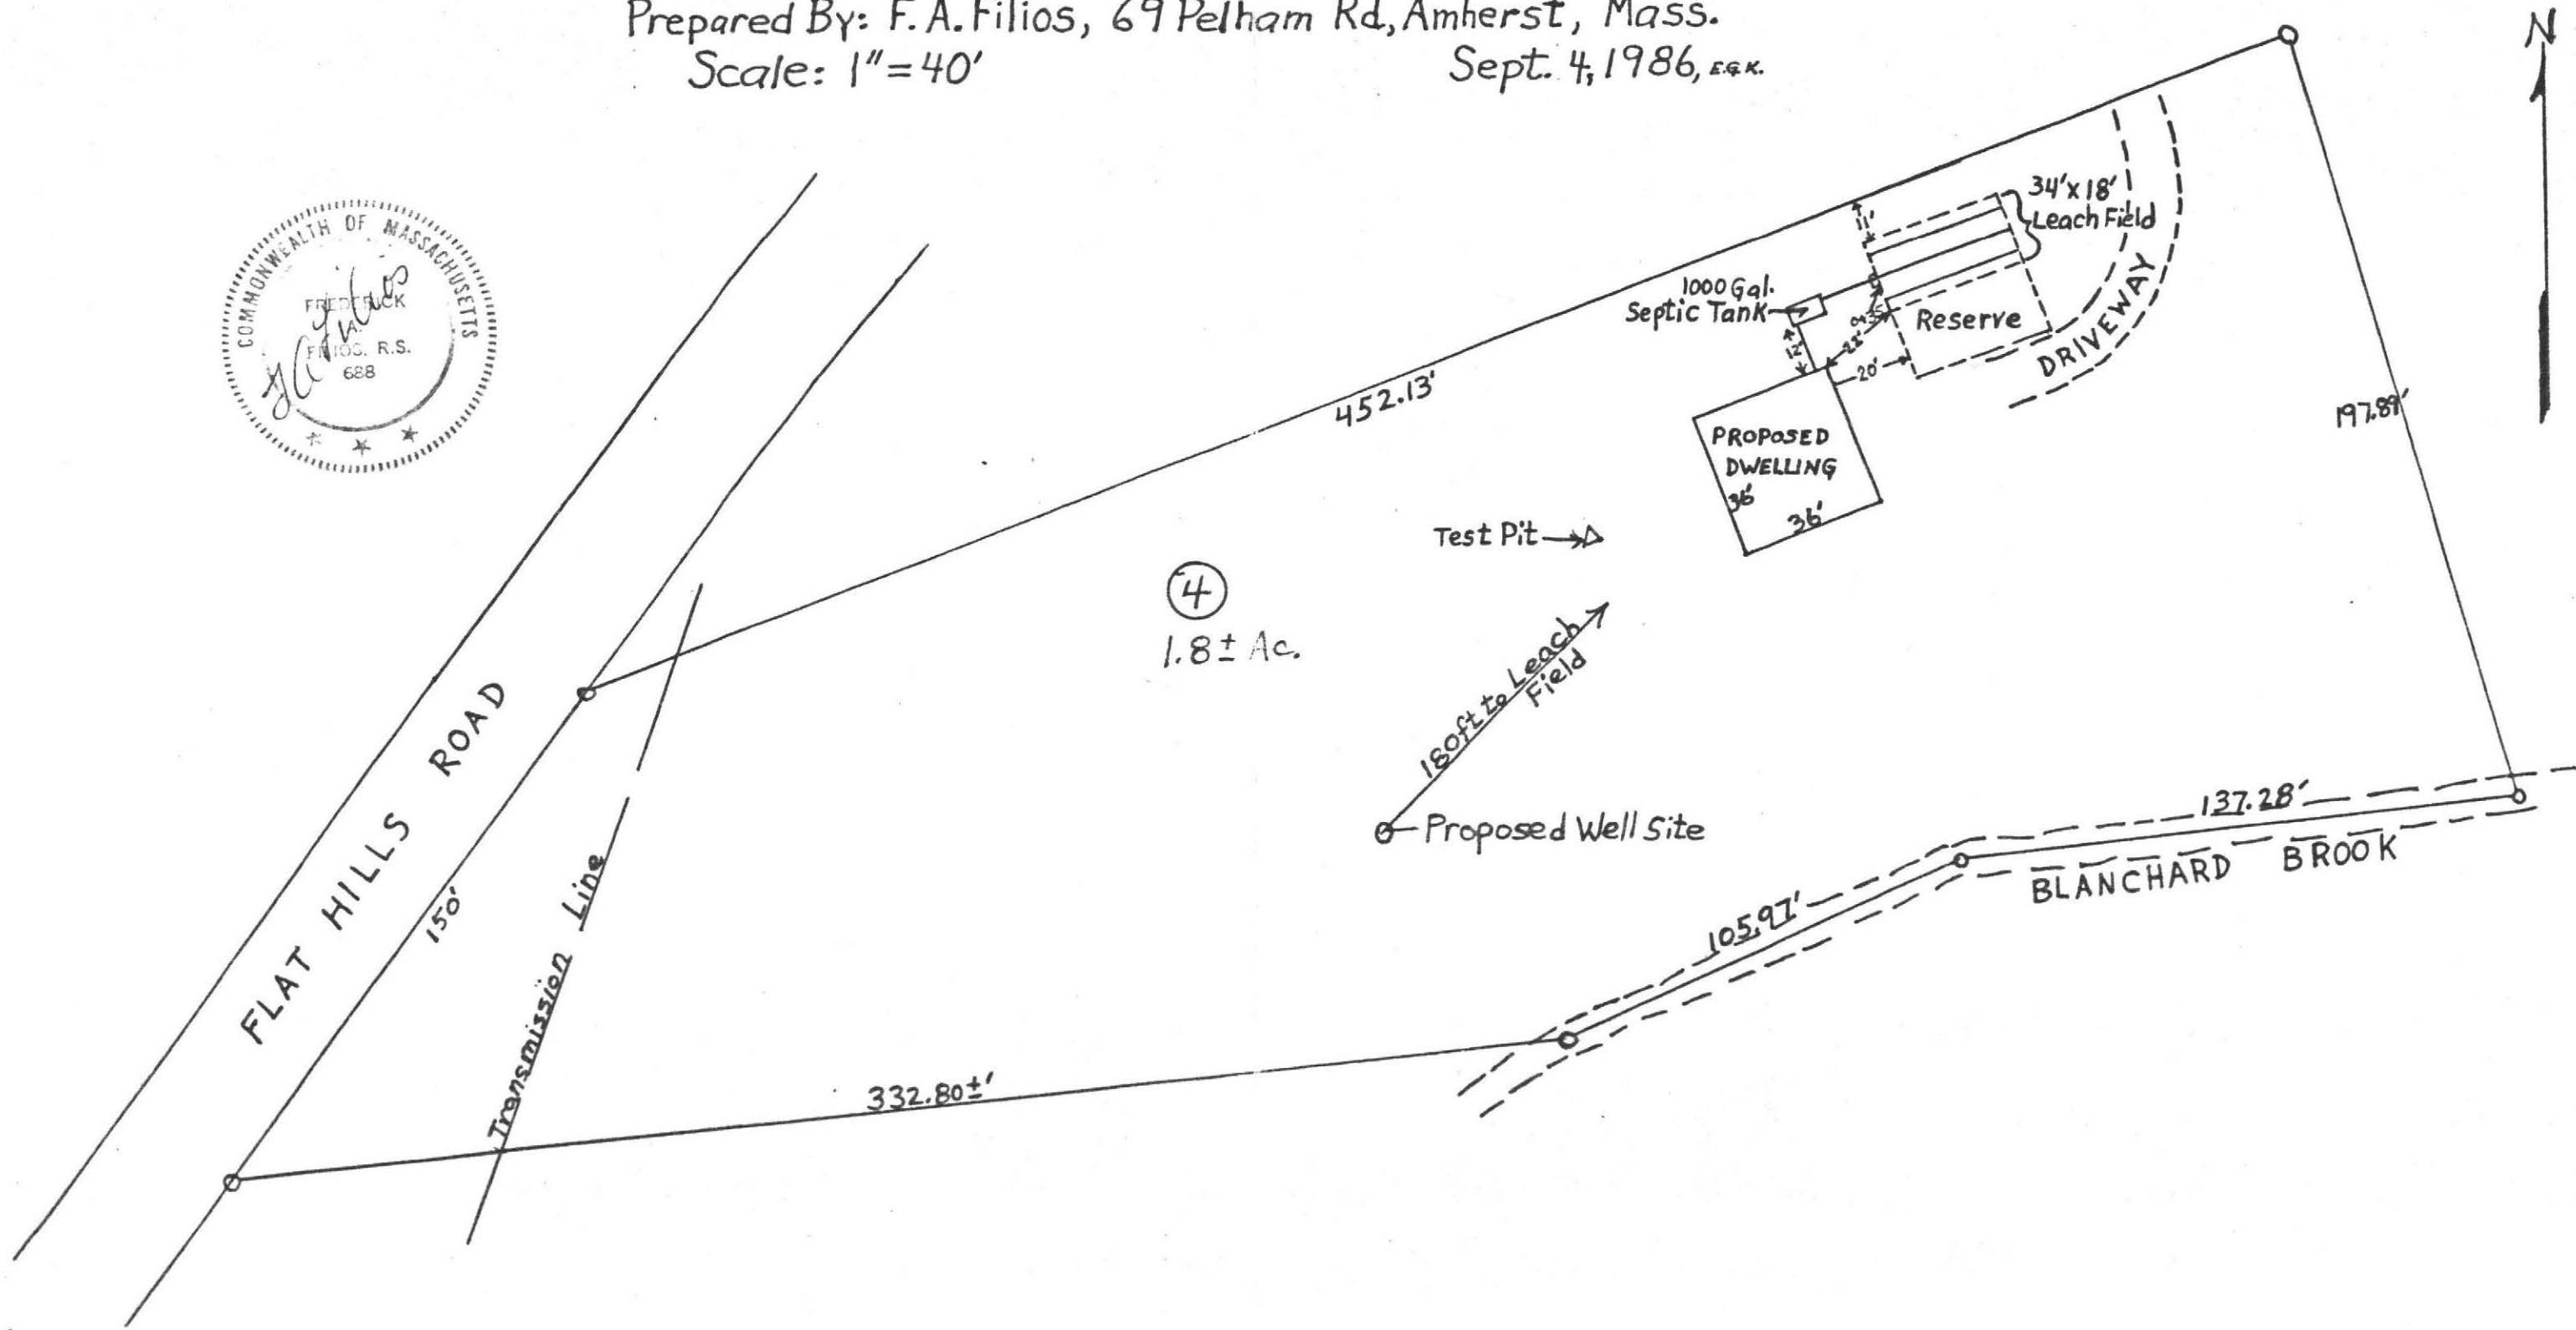 Prepared By: F. A. Filios, 69 Pelham Rd, Amherst, Mass.
Scale: 1"=40'
Sept. 4, 1986, E.G.K.
N
COMMONWEALTH OF MASSACHUSETTS
FREDERICK
A.
FILIOS, R.S.
688
34'x18'
Leach Field
11'
1000 Gal.
Septic Tank
Reserve
DRIVEWAY
12'
22'
20'
452.13'
197.89'
PROPOSED
DWELLING
36'
36'
Test Pit
4
1.8± Ac.
180ft to Leach
Field
Proposed Well Site
FLAT HILLS ROAD
150'
Transmission Line
137.28'
BLANCHARD BROOK
105.97'
332.80±'